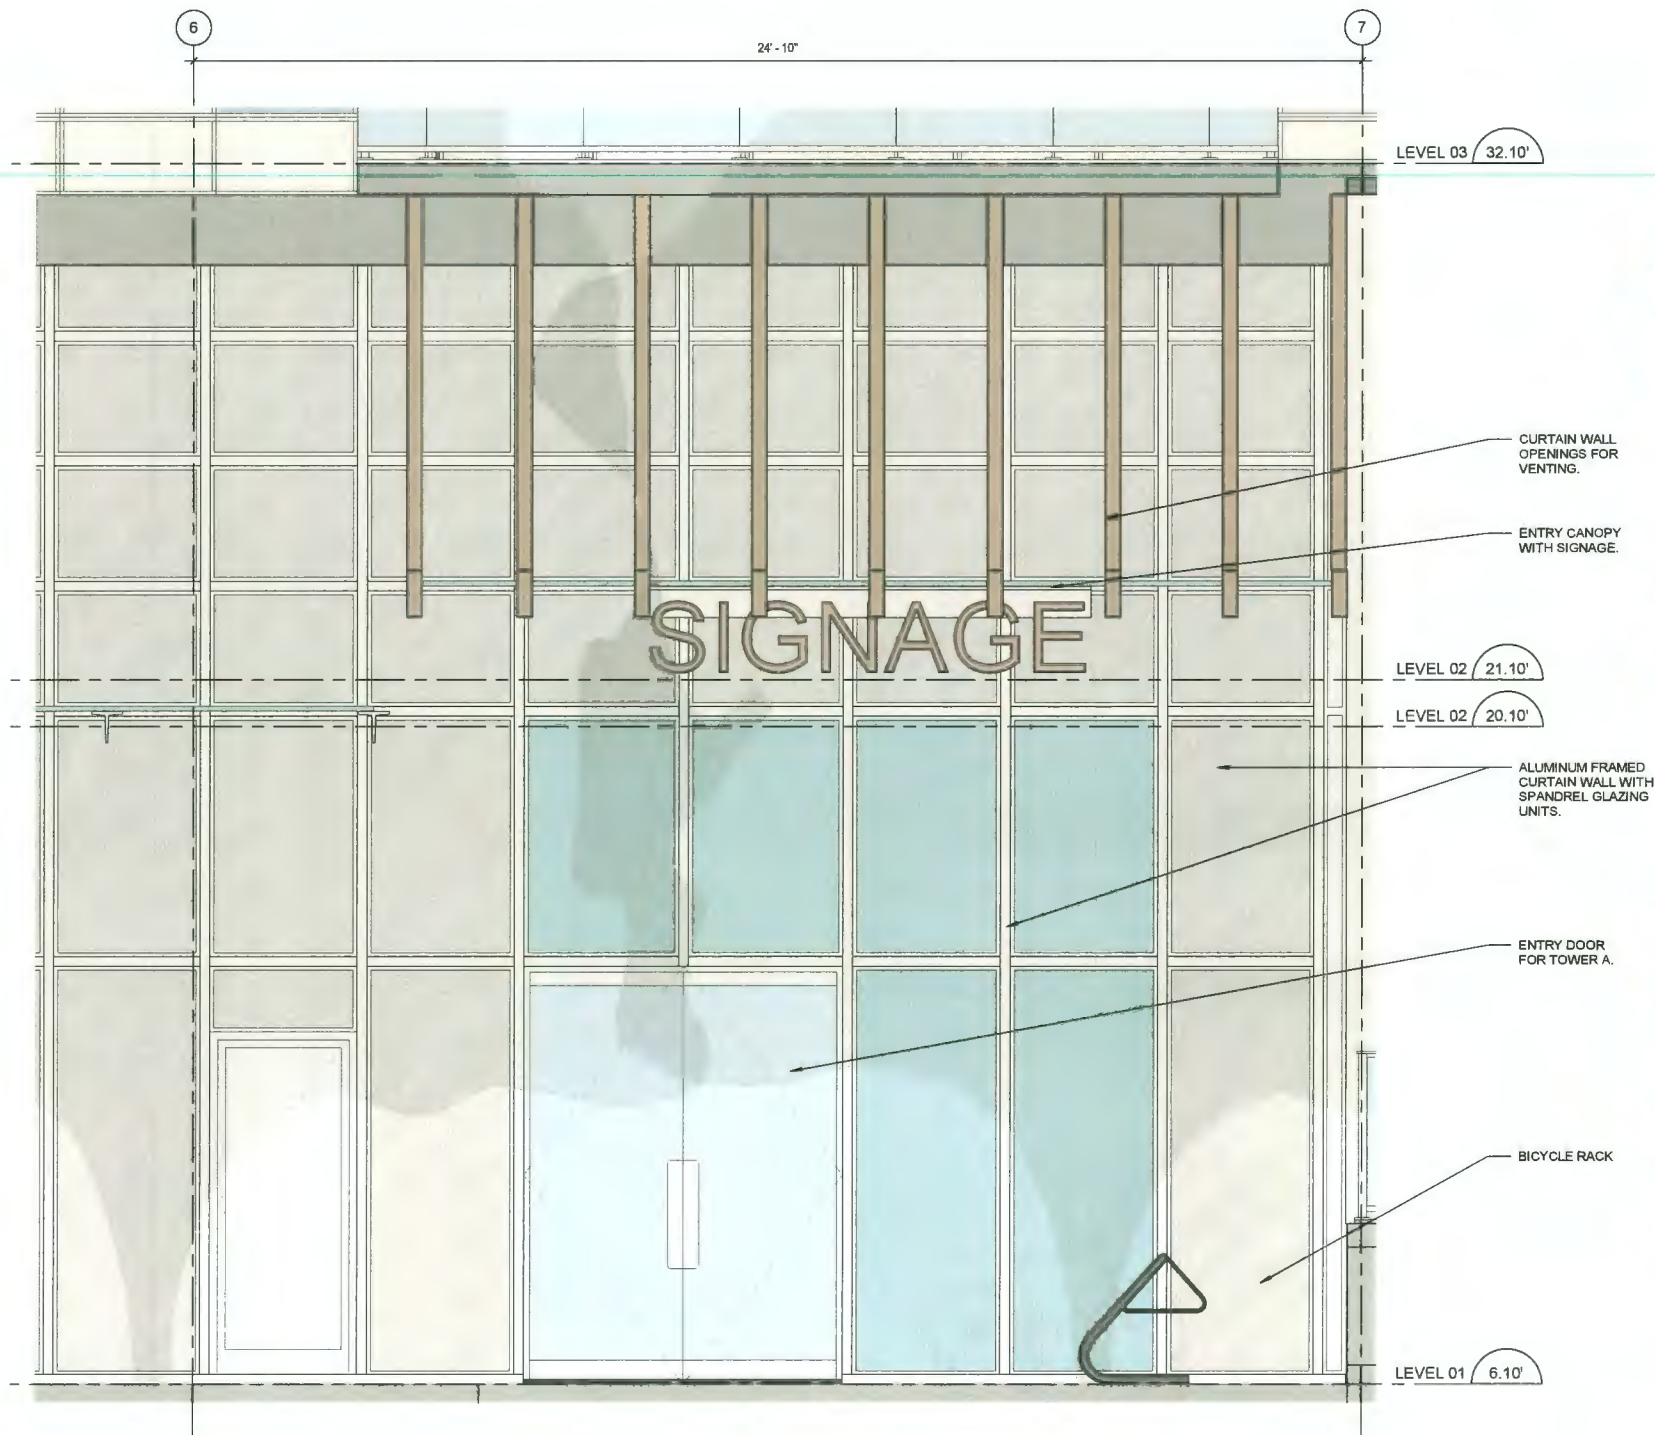 6
7
24' - 10"
LEVEL 03 32.10'
CURTAIN WALL
OPENINGS FOR
VENTING.
ENTRY CANOPY
WITH SIGNAGE.
SIGNAGE
LEVEL 02 21.10'
LEVEL 02 20.10'
ALUMINUM FRAMED
CURTAIN WALL WITH
SPANDREL GLAZING
UNITS.
ENTRY DOOR
FOR TOWER A.
BICYCLE RACK
LEVEL 01 6.10'